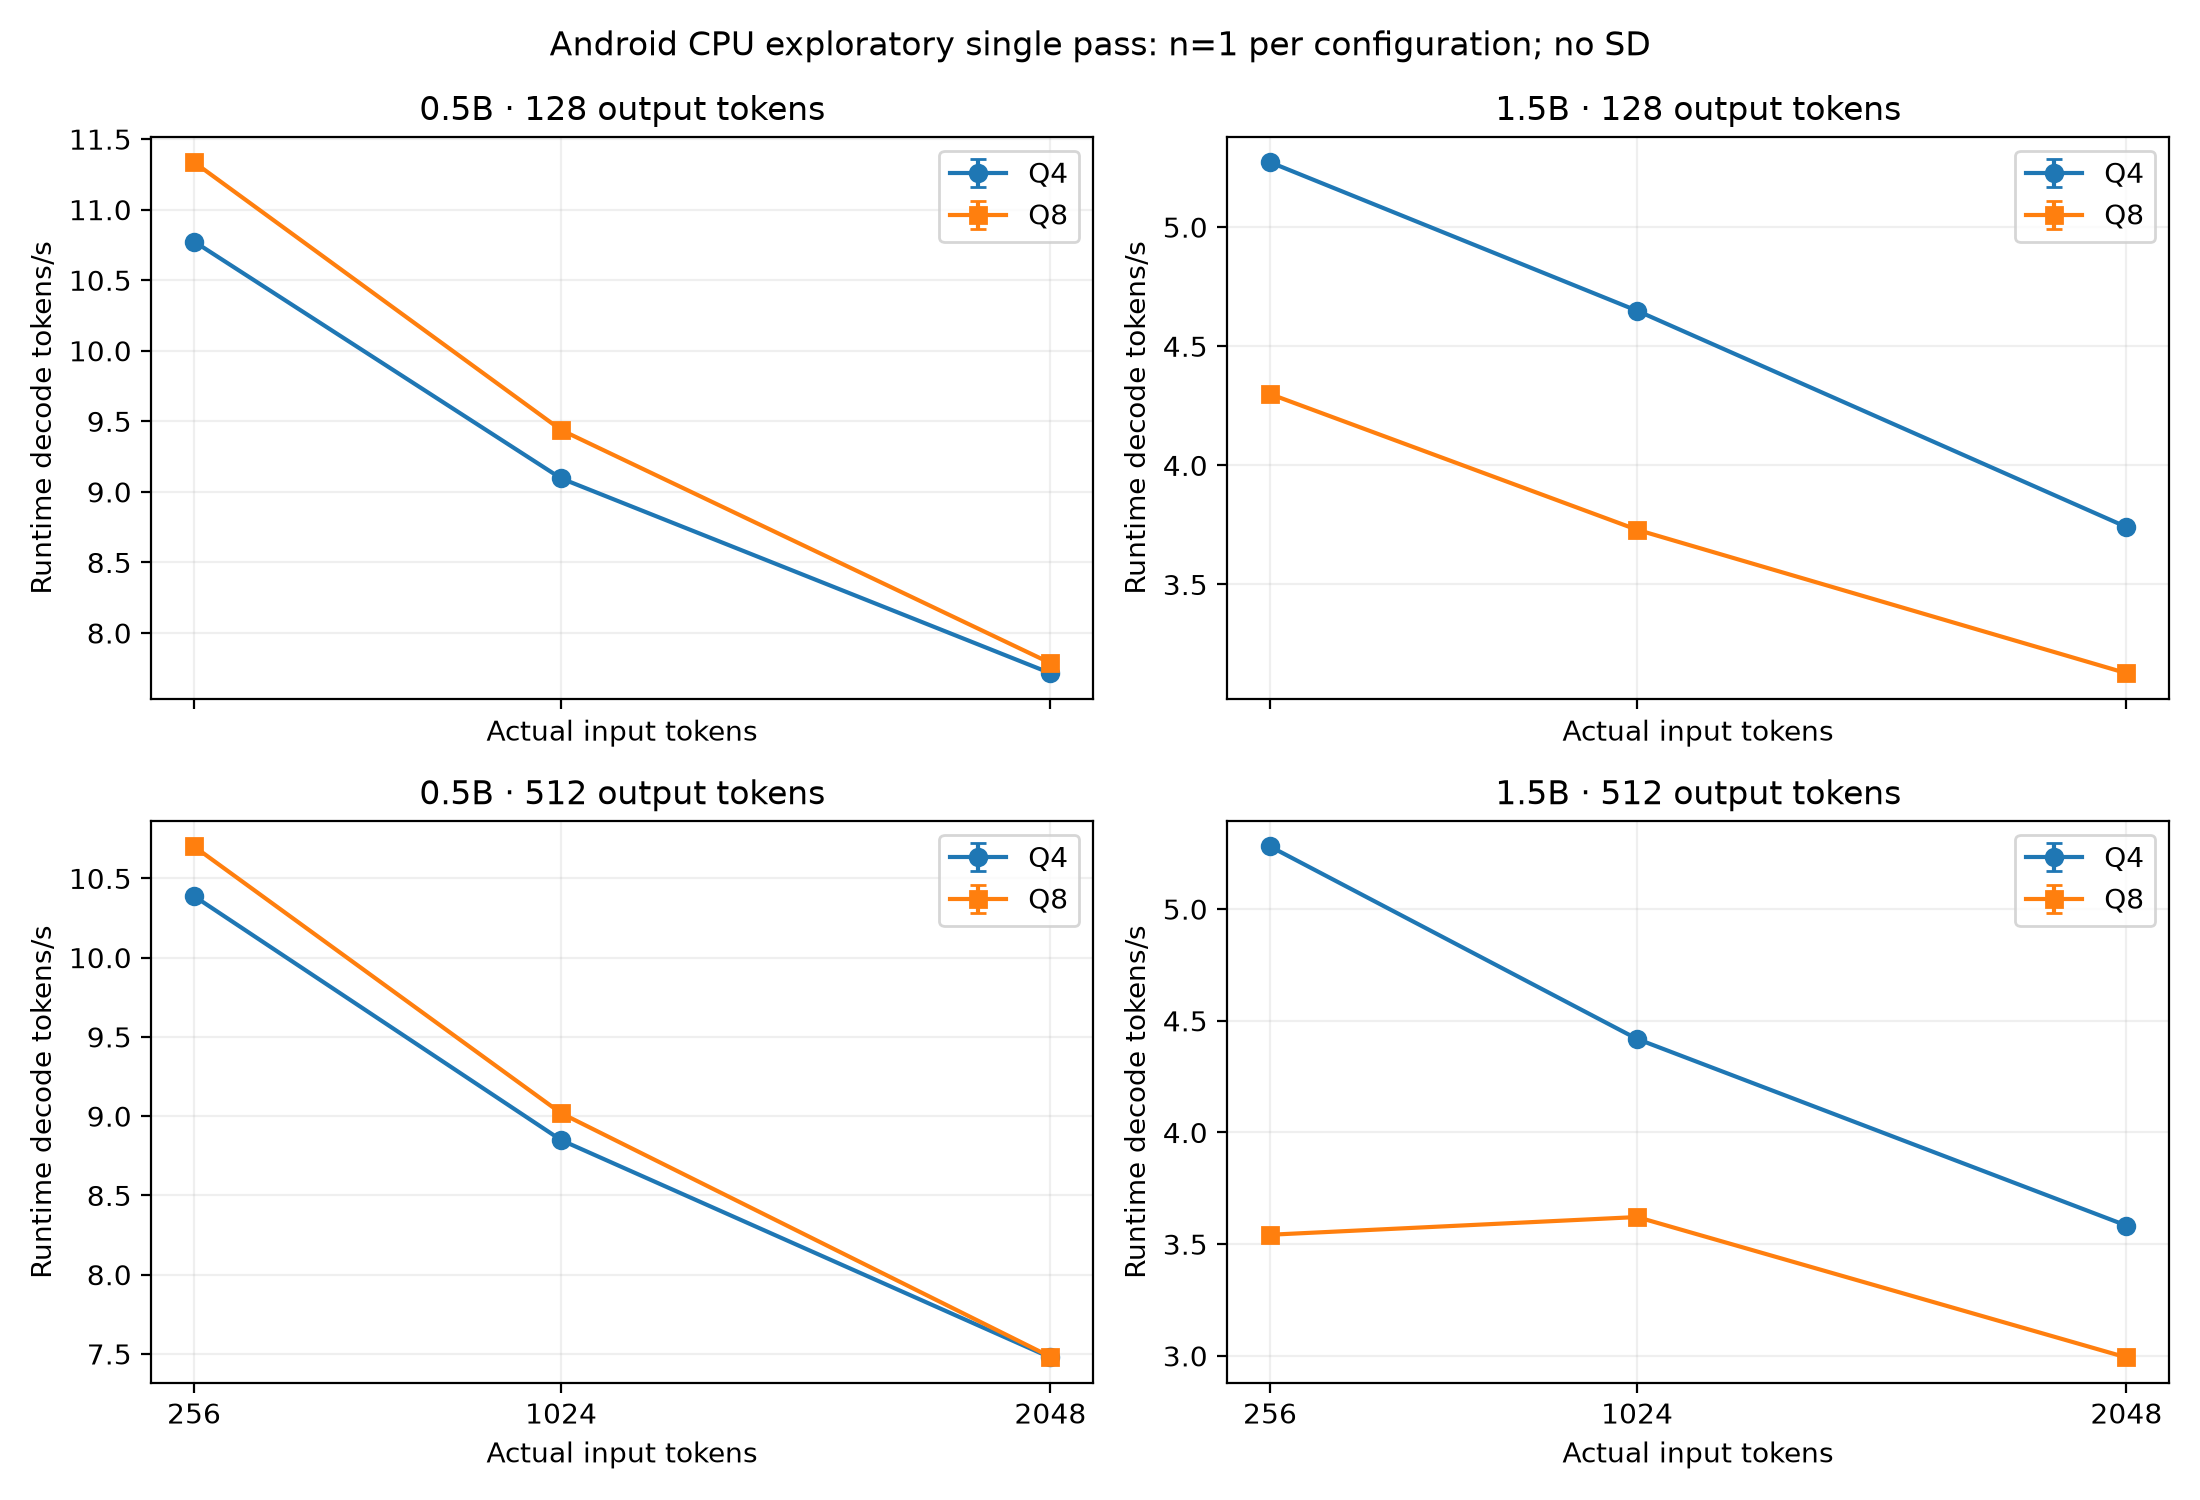 Android CPU exploratory single pass: n=1 per configuration; no SD
0.5B · 128 output tokens
Runtime decode tokens/s
11.5
11.0
10.5
10.0
9.5
9.0
8.5
8.0
Q4
Q8
Actual input tokens
1.5B · 128 output tokens
Runtime decode tokens/s
5.0
4.5
4.0
3.5
Q4
Q8
Actual input tokens
0.5B · 512 output tokens
Runtime decode tokens/s
10.5
10.0
9.5
9.0
8.5
8.0
7.5
Q4
Q8
256 1024 2048
Actual input tokens
1.5B · 512 output tokens
Runtime decode tokens/s
5.0
4.5
4.0
3.5
3.0
Q4
Q8
256 1024 2048
Actual input tokens